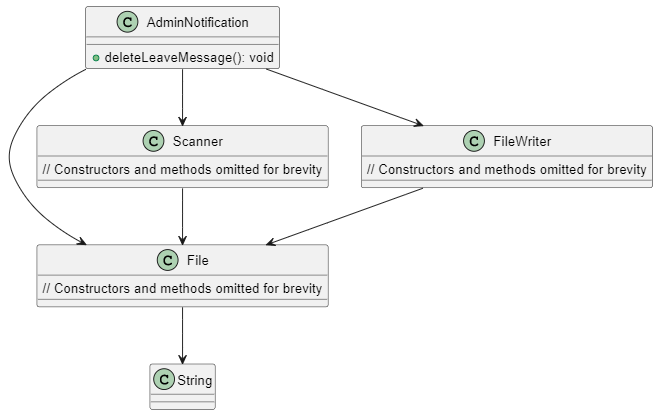 C AdminNotification
deleteLeaveMessage(): void
C Scanner
// Constructors and methods omitted for brevity
C FileWriter
// Constructors and methods omitted for brevity
C File
// Constructors and methods omitted for brevity
C String